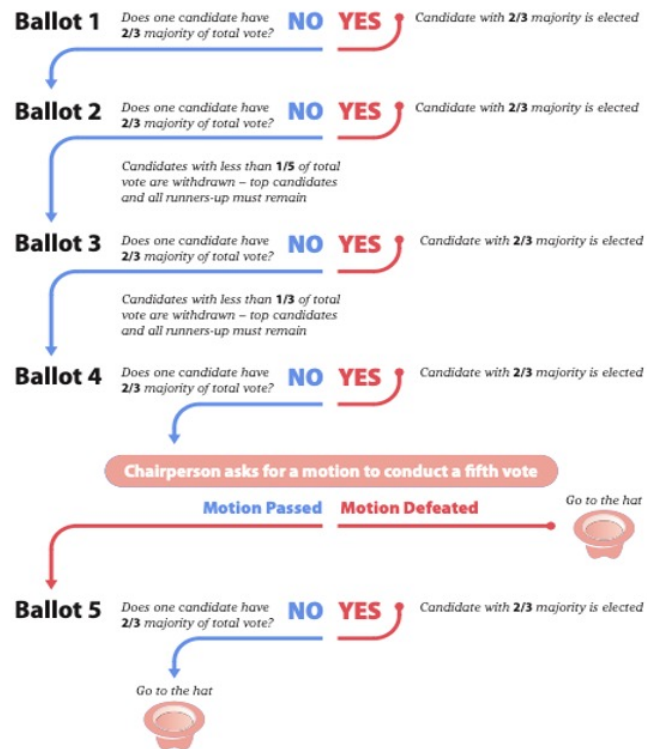 Ballot 1
Does one candidate have
2/3 majority of total vote?
NO YES
Candidate with 2/3 majority is elected
Ballot 2
Does one candidate have
2/3 majority of total vote?
NO YES
Candidate with 2/3 majority is elected
Candidates with less than 1/5 of total
vote are withdrawn – top candidates
and all runners-up must remain
Ballot 3
Does one candidate have
2/3 majority of total vote?
NO YES
Candidate with 2/3 majority is elected
Candidates with less than 1/3 of total
vote are withdrawn – top candidates
and all runners-up must remain
Ballot 4
Does one candidate have
2/3 majority of total vote?
NO YES
Candidate with 2/3 majority is elected
Chairperson asks for a motion to conduct a fifth vote
Motion Passed Motion Defeated
Go to the hat
Ballot 5
Does one candidate have
2/3 majority of total vote?
NO YES
Candidate with 2/3 majority is elected
Go to the hat